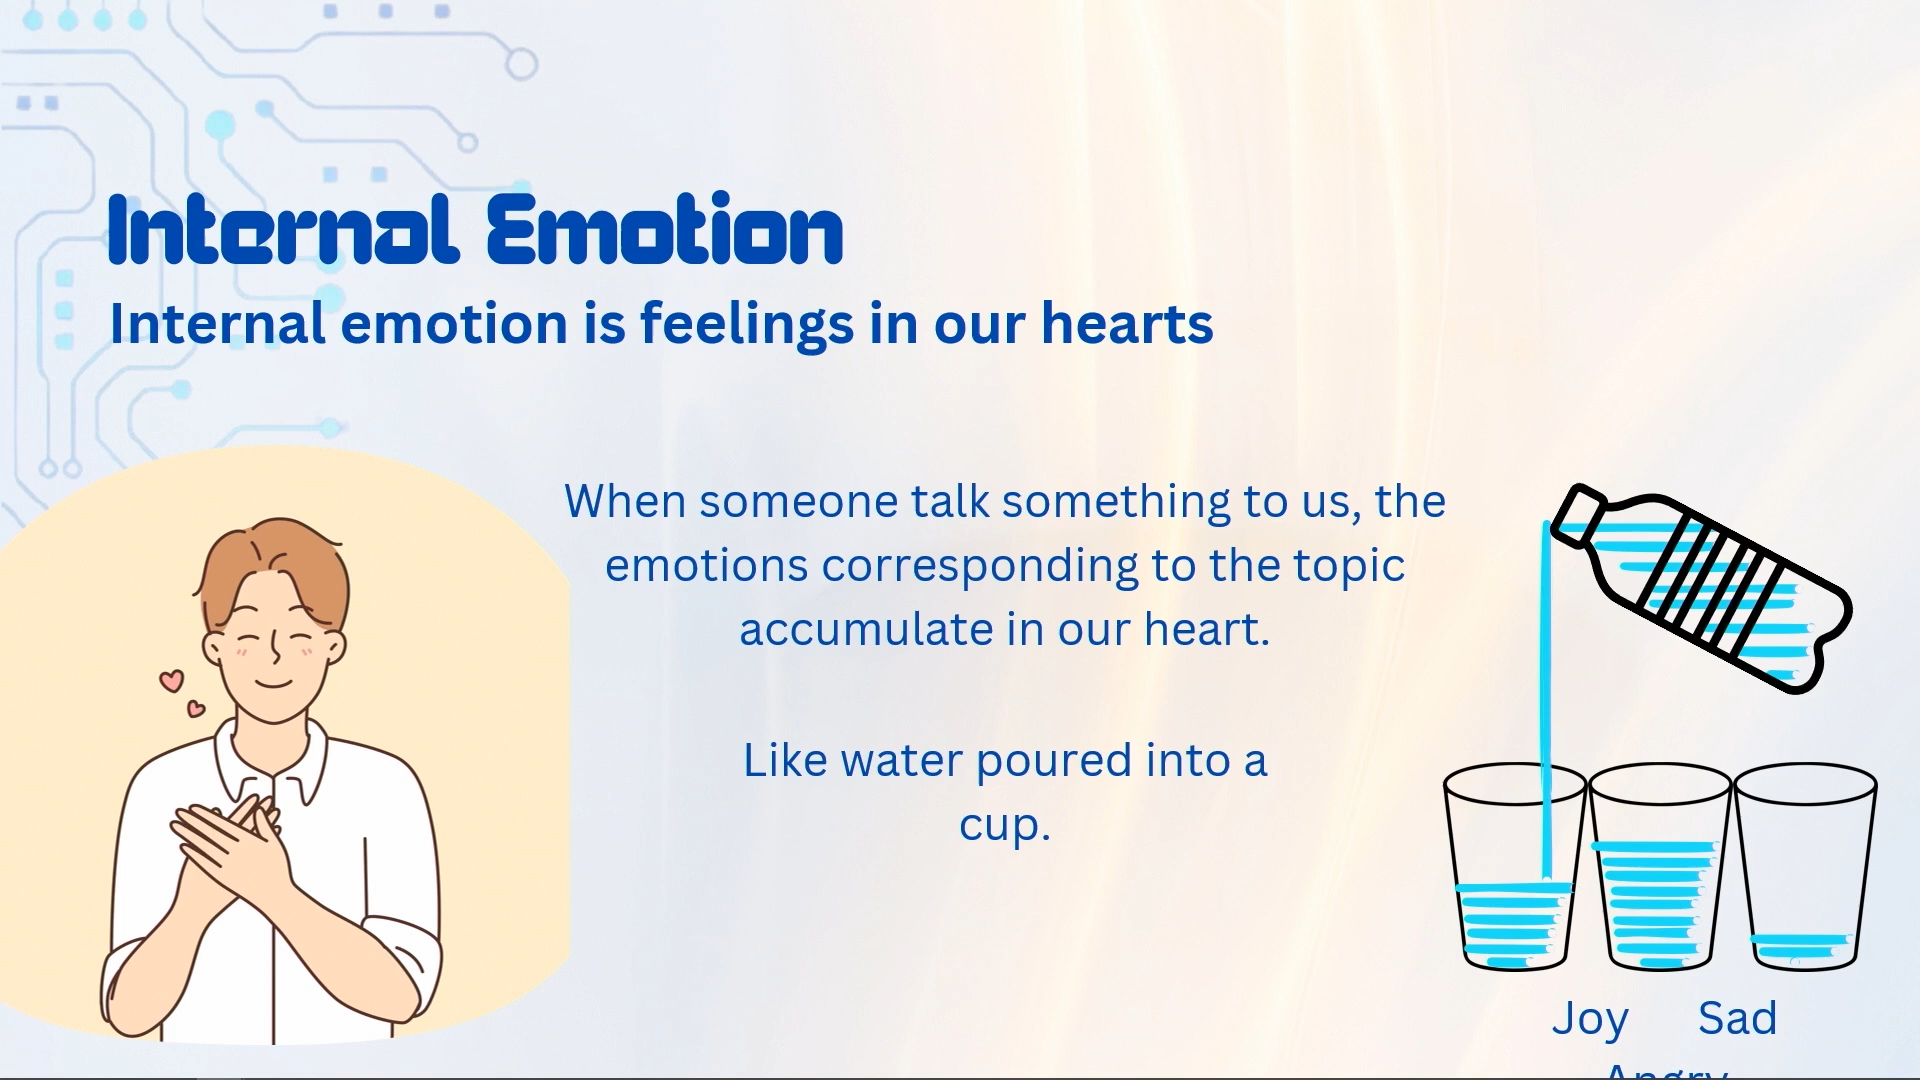 Internal Emotion
Internal emotion is feelings in our hearts
When someone talk something to us, the
emotions corresponding to the topic
accumulate in our heart.
Like water poured into a
cup.
Joy Sad
Angry